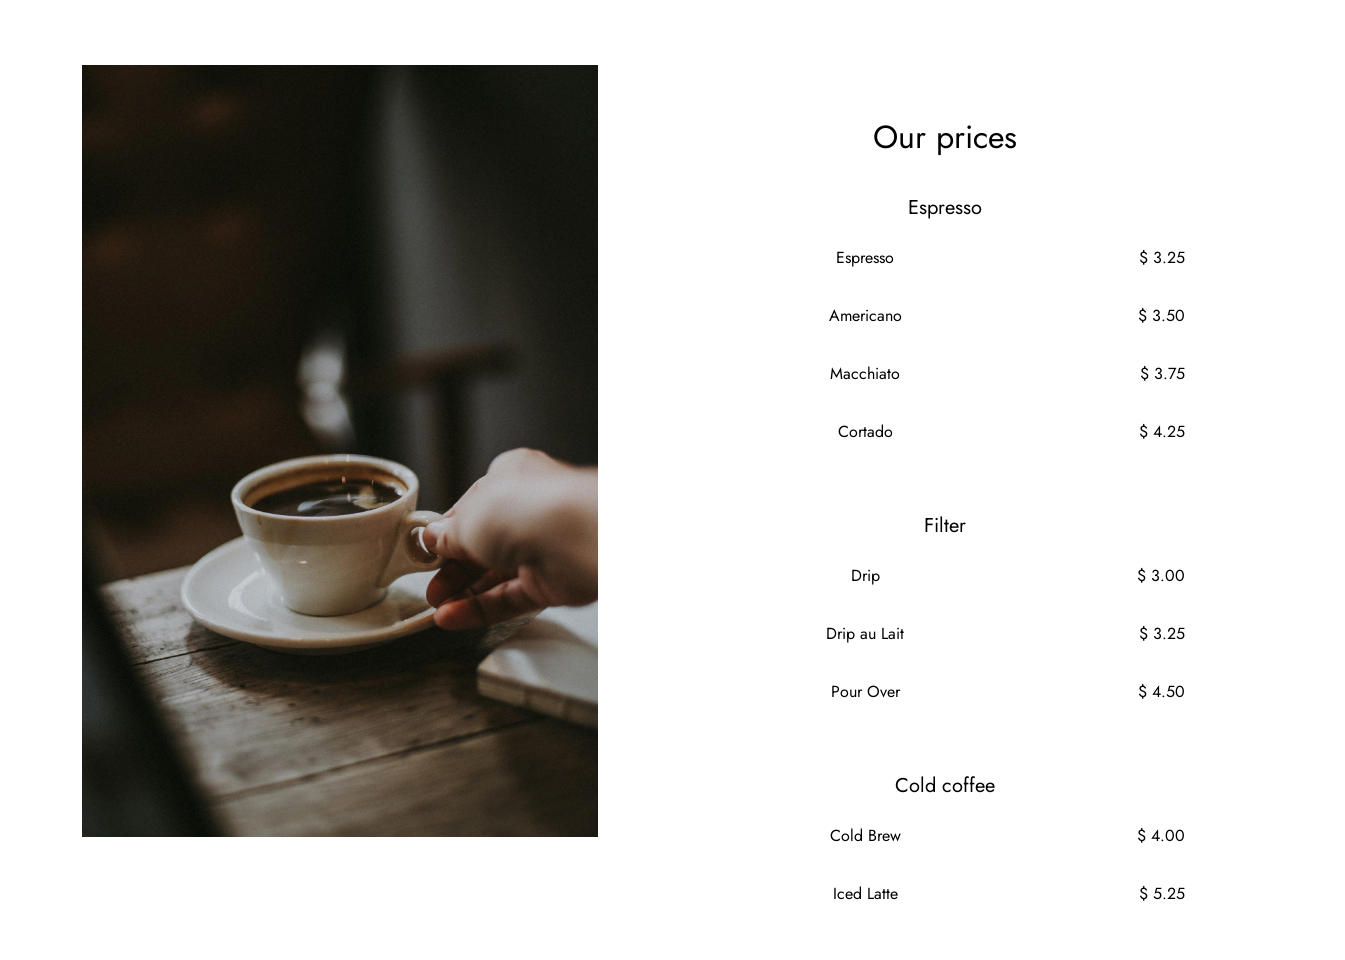 Our prices
Espresso
Espresso $ 3.25
Americano $ 3.50
Macchiato $ 3.75
Cortado $ 4.25
Filter
Drip $ 3.00
Drip au Lait $ 3.25
Pour Over $ 4.50
Cold coffee
Cold Brew $ 4.00
Iced Latte $ 5.25